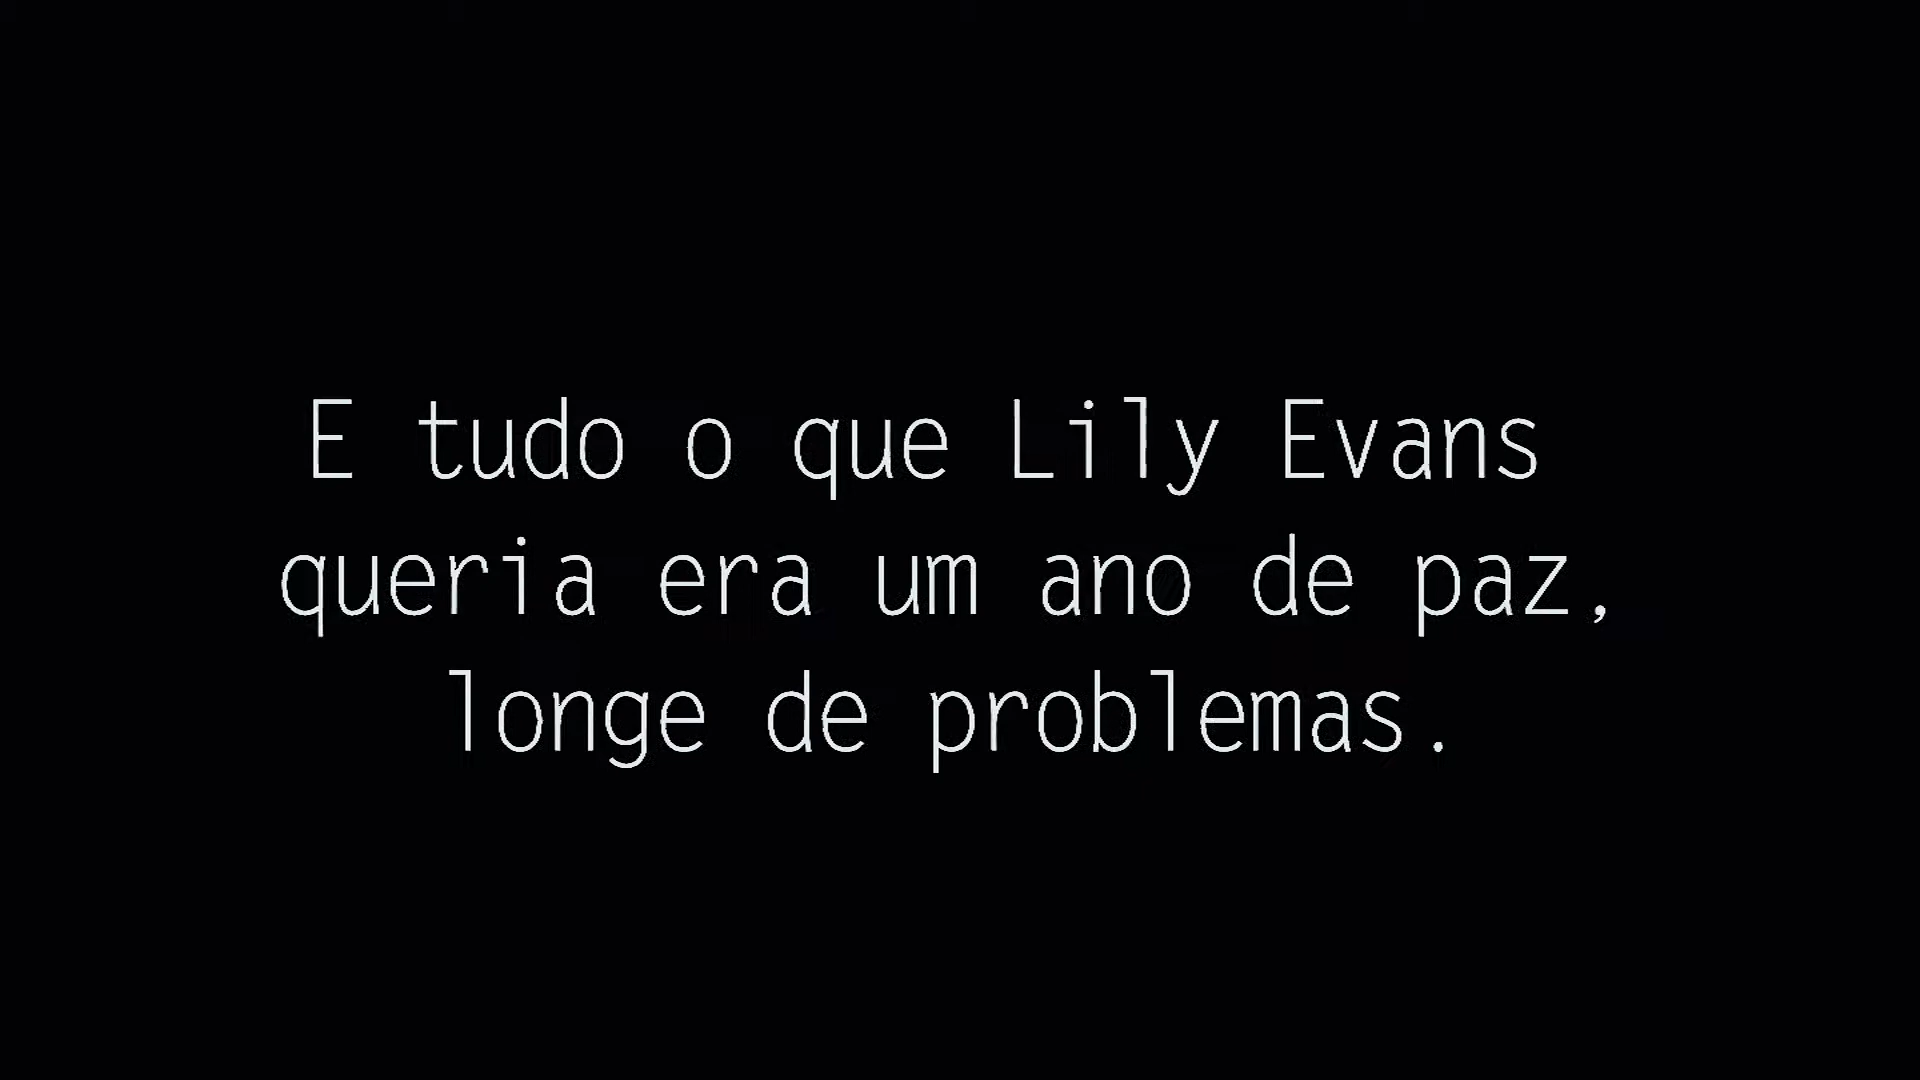 E tudo o que Lily Evans
queria era um ano de paz,
longe de problemas.